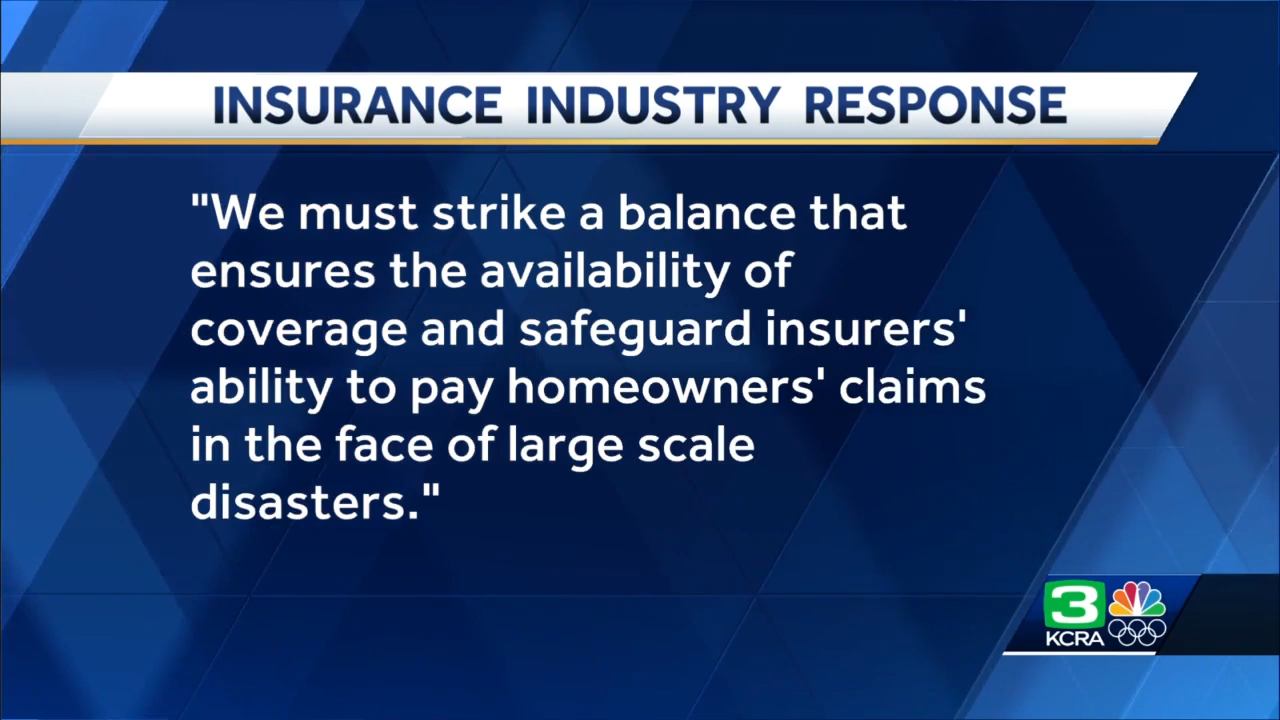 INSURANCE INDUSTRY RESPONSE
"We must strike a balance that
ensures the availability of
coverage and safeguard insurers'
ability to pay homeowners' claims
in the face of large scale
disasters."
3
KCRA